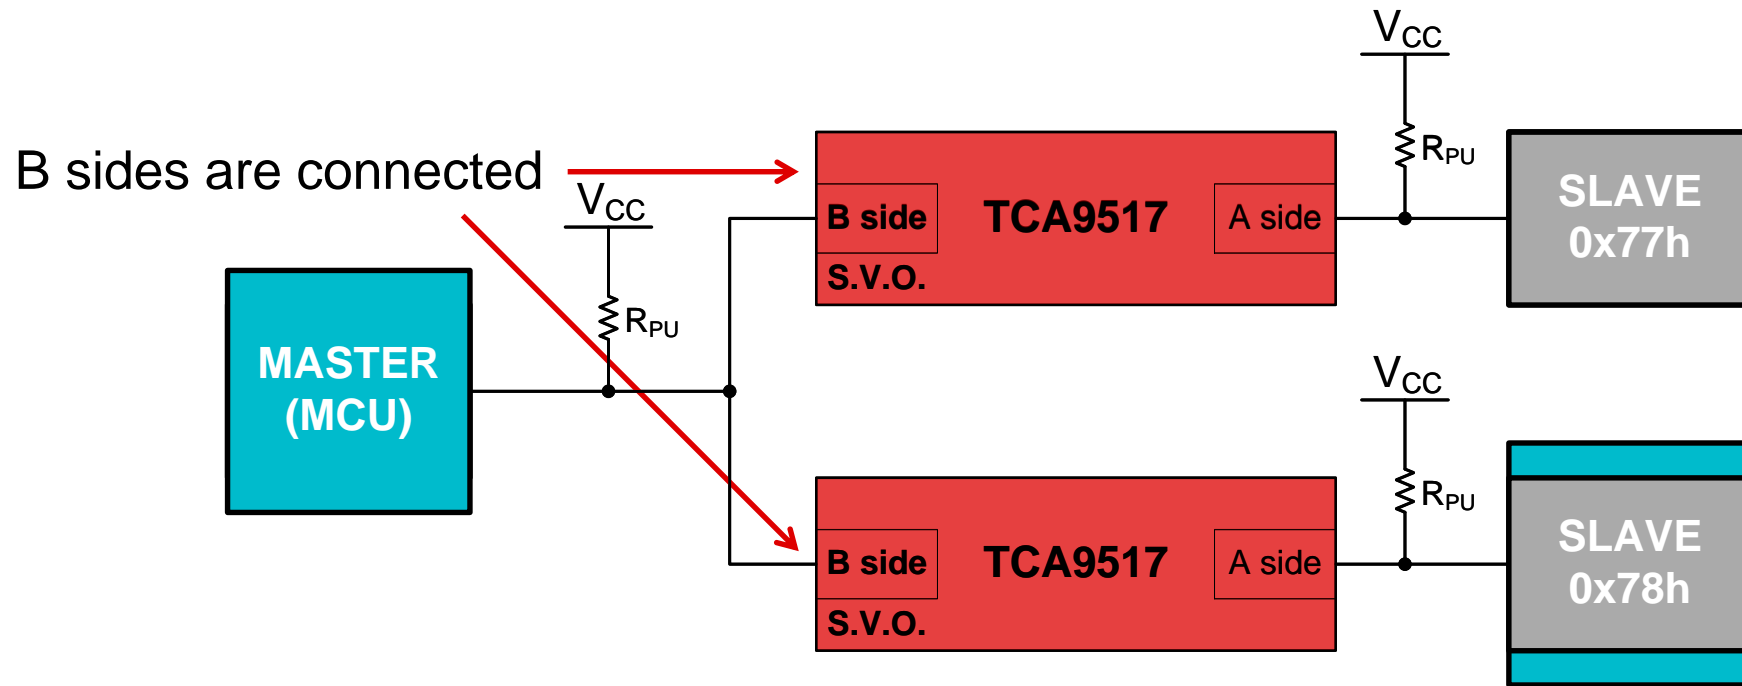 B sides are connected
VCC
RPU
MASTER
(MCU)
B side
TCA9517
A side
S.V.O.
VCC
RPU
SLAVE
0x77h
B side
TCA9517
A side
S.V.O.
VCC
RPU
SLAVE
0x78h